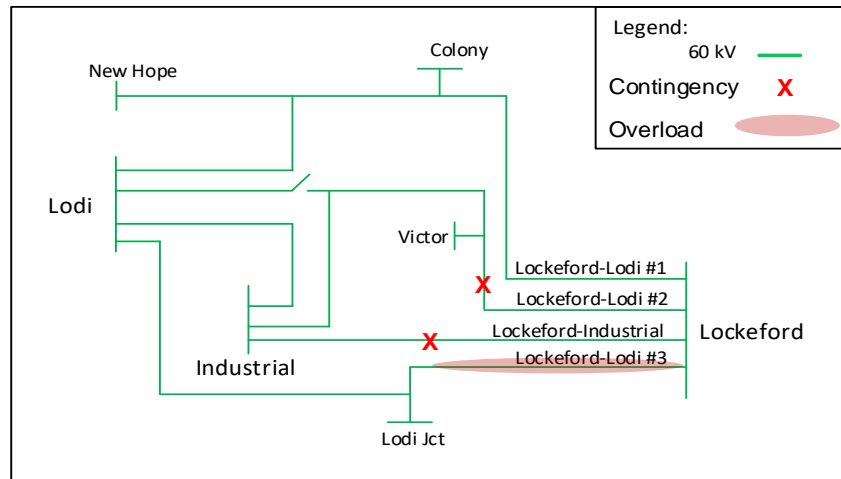 Legend:
60 kV
Contingency X
Overload
Colony
New Hope
Lodi
Victor
X
Lockeford-Lodi #1
Lockeford-Lodi #2
Lockeford-Industrial
Lockeford
X
Lockeford-Lodi #3
Industrial
Lodi Jct